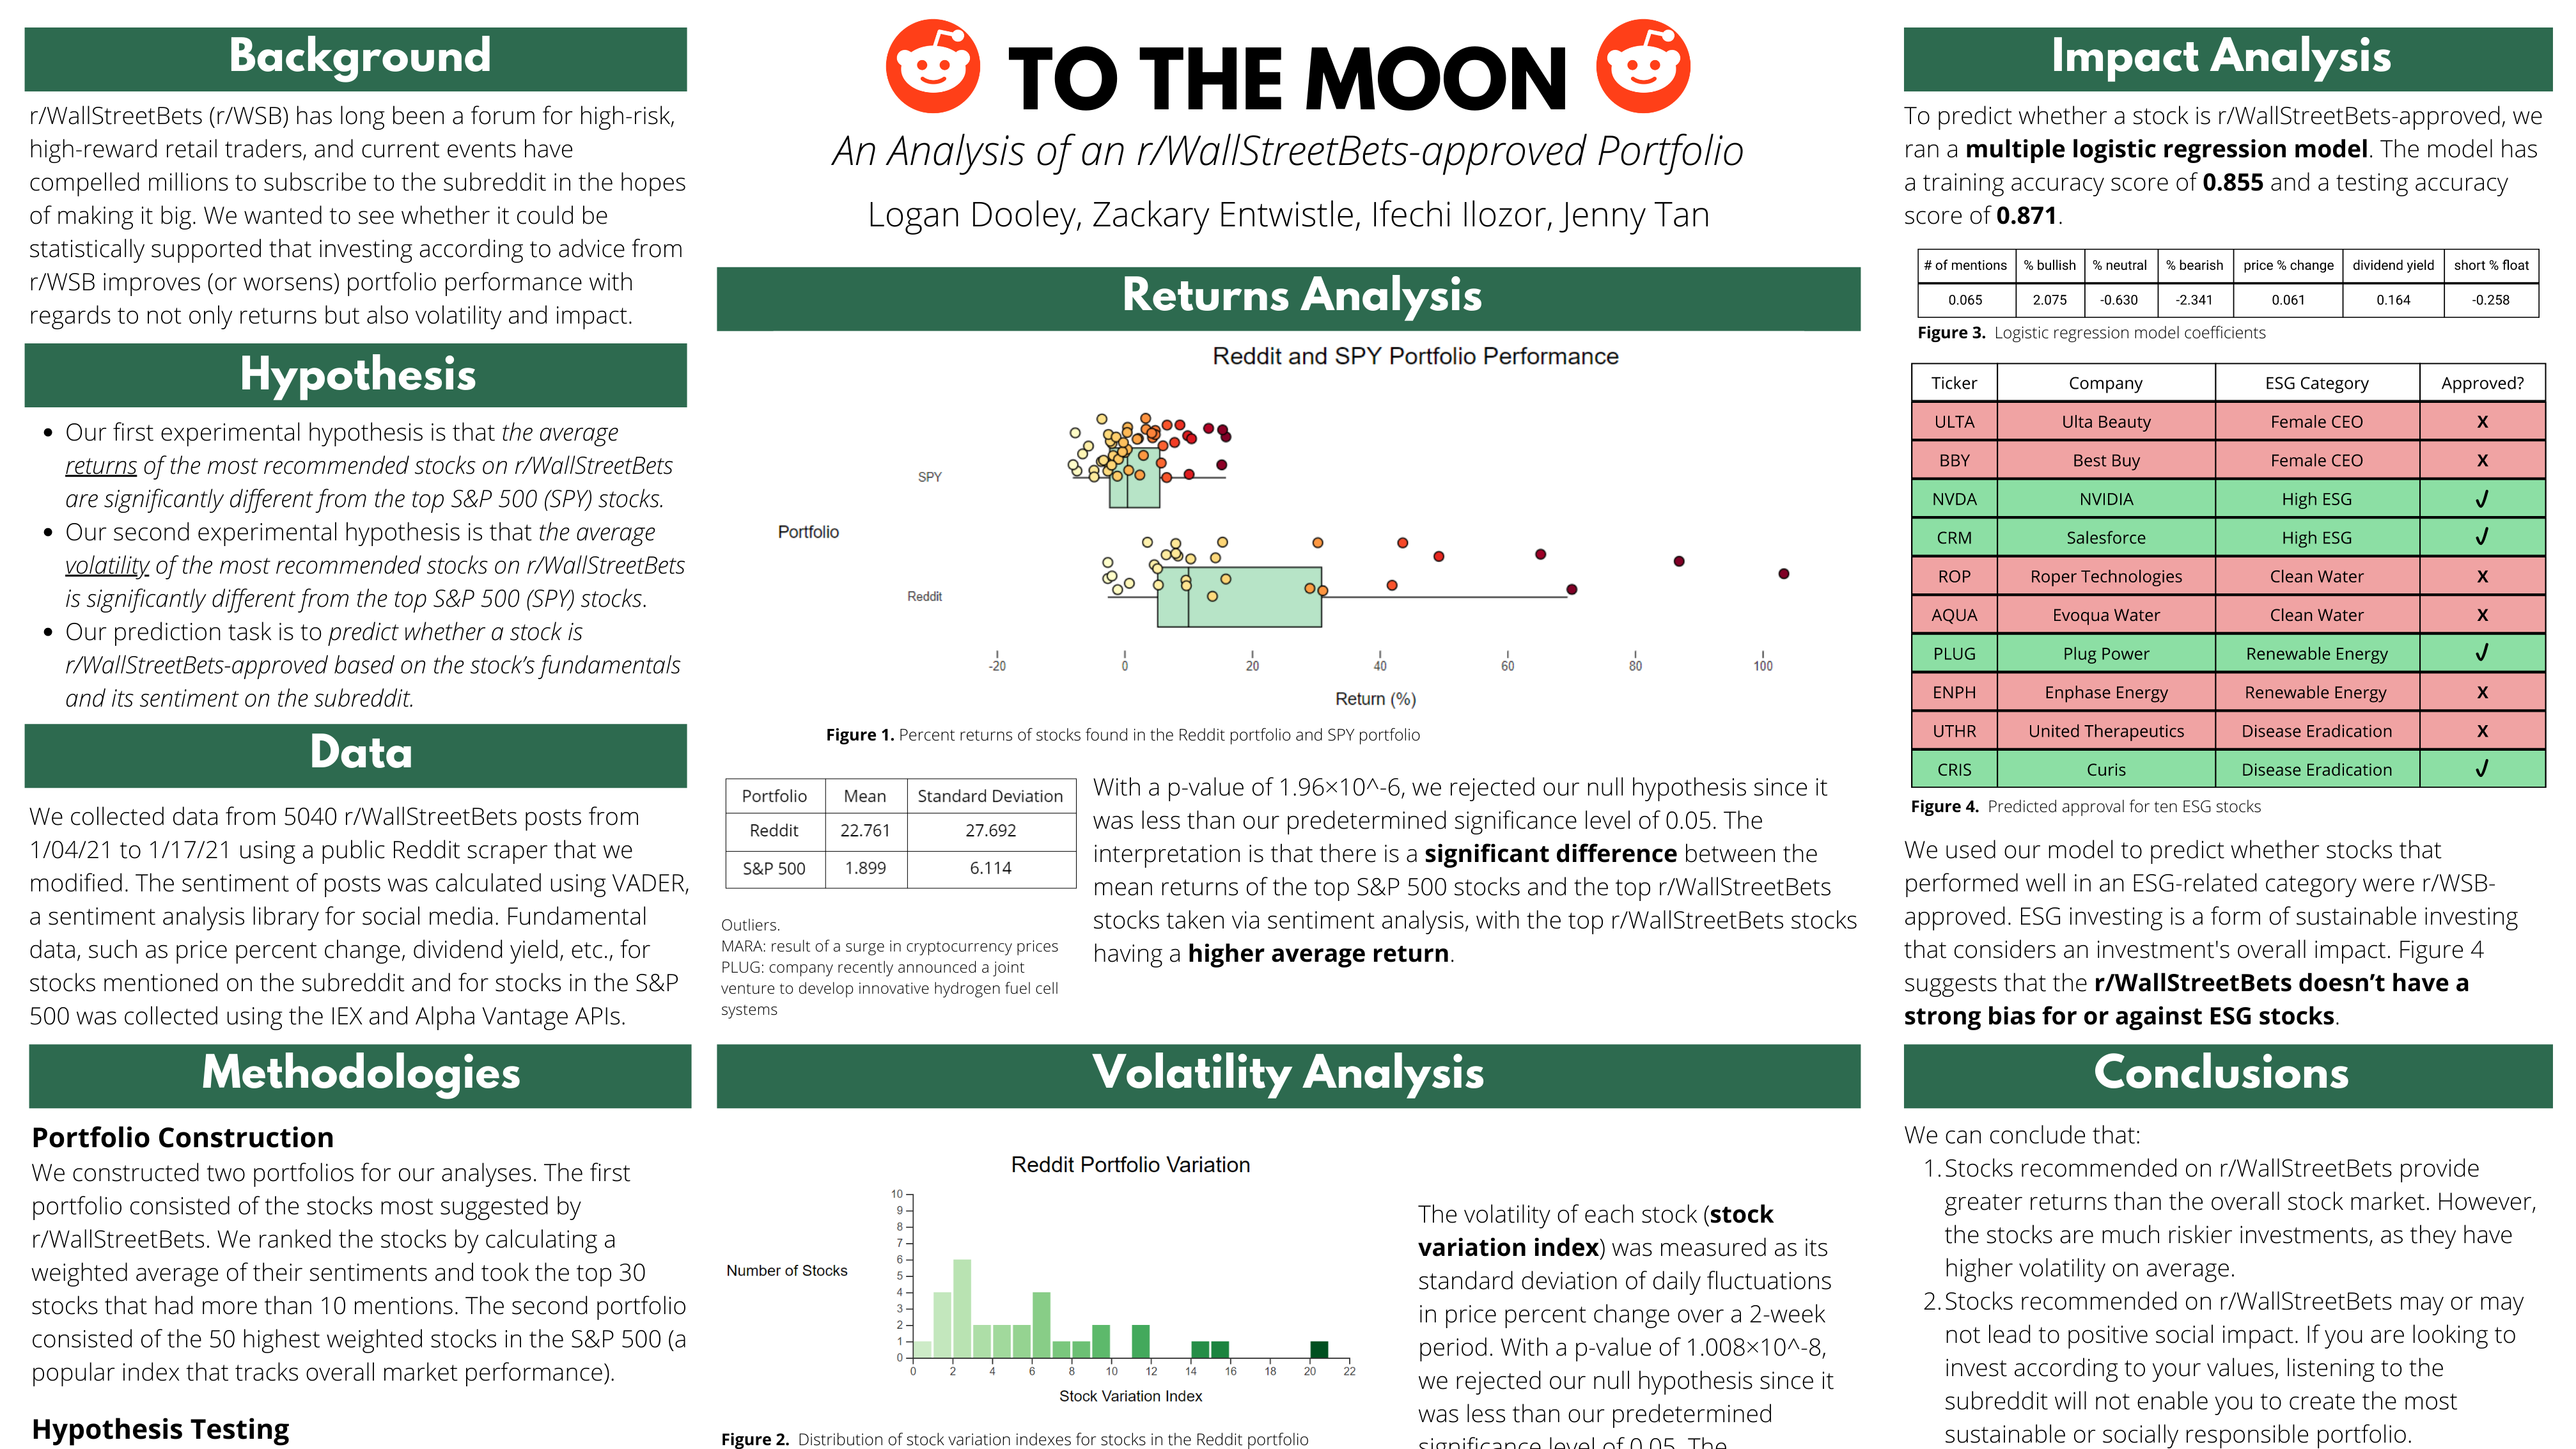 Background
r/WallStreetBets (r/WSB) has long been a forum for high-risk,
high-reward retail traders, and current events have
compelled millions to subscribe to the subreddit in the hopes
of making it big. We wanted to see whether it could be
statistically supported that investing according to advice from
r/WSB improves (or worsens) portfolio performance with
regards to not only returns but also volatility and impact.
Hypothesis
• Our first experimental hypothesis is that the average
returns of the most recommended stocks on r/WallStreetBets
are significantly different from the top S&P 500 (SPY) stocks.
• Our second experimental hypothesis is that the average
volatility of the most recommended stocks on r/WallStreetBets
is significantly different from the top S&P 500 (SPY) stocks.
• Our prediction task is to predict whether a stock is
r/WallStreetBets-approved based on the stock's fundamentals
and its sentiment on the subreddit.
Data
We collected data from 5040 r/WallStreetBets posts from
1/04/21 to 1/17/21 using a public Reddit scraper that we
modified. The sentiment of posts was calculated using VADER,
a sentiment analysis library for social media. Fundamental
data, such as price percent change, dividend yield, etc., for
stocks mentioned on the subreddit and for stocks in the S&P
500 was collected using the IEX and Alpha Vantage APIs.
Methodologies
Portfolio Construction
We constructed two portfolios for our analyses. The first
portfolio consisted of the stocks most suggested by
r/WallStreetBets. We ranked the stocks by calculating a
weighted average of their sentiments and took the top 30
stocks that had more than 10 mentions. The second portfolio
consisted of the 50 highest weighted stocks in the S&P 500 (a
popular index that tracks overall market performance).
Hypothesis Testing
TO THE MOON
An Analysis of an r/WallStreetBets-approved Portfolio
Logan Dooley, Zackary Entwistle, Ifechi Ilozor, Jenny Tan
Returns Analysis
Reddit and SPY Portfolio Performance
SPY
Portfolio
Reddit
-20 0 20 40 60 80 100
Return (%)
Figure 1. Percent returns of stocks found in the Reddit portfolio and SPY portfolio
Portfolio Mean Standard Deviation
Reddit 22.761 27.692
S&P 500 1.899 6.114
Outliers.
MARA: result of a surge in cryptocurrency prices
PLUG: company recently announced a joint
venture to develop innovative hydrogen fuel cell
systems
With a p-value of 1.96×10^-6, we rejected our null hypothesis since it
was less than our predetermined significance level of 0.05. The
interpretation is that there is a significant difference between the
mean returns of the top S&P 500 stocks and the top r/WallStreetBets
stocks taken via sentiment analysis, with the top r/WallStreetBets stocks
having a higher average return.
Volatility Analysis
Reddit Portfolio Variation
10
9
8
7
6
5
4
3
2
1
0
Number of Stocks
0 2 4 6 8 10 12 14 16 18 20 22
Stock Variation Index
Figure 2. Distribution of stock variation indexes for stocks in the Reddit portfolio
The volatility of each stock (stock
variation index) was measured as its
standard deviation of daily fluctuations
in price percent change over a 2-week
period. With a p-value of 1.008×10^-8,
we rejected our null hypothesis since it
was less than our predetermined
significance level of 0.05. The
Impact Analysis
To predict whether a stock is r/WallStreetBets-approved, we
ran a multiple logistic regression model. The model has
a training accuracy score of 0.855 and a testing accuracy
score of 0.871.
# of mentions % bullish % neutral % bearish price % change dividend yield short % float
0.065 2.075 -0.630 -2.341 0.061 0.164 -0.258
Figure 3. Logistic regression model coefficients
Ticker Company ESG Category Approved?
ULTA Ulta Beauty Female CEO X
BBY Best Buy Female CEO X
NVDA NVIDIA High ESG ✓
CRM Salesforce High ESG ✓
ROP Roper Technologies Clean Water X
AQUA Evoqua Water Clean Water X
PLUG Plug Power Renewable Energy ✓
ENPH Enphase Energy Renewable Energy X
UTHR United Therapeutics Disease Eradication X
CRIS Curis Disease Eradication ✓
Figure 4. Predicted approval for ten ESG stocks
We used our model to predict whether stocks that
performed well in an ESG-related category were r/WSB-
approved. ESG investing is a form of sustainable investing
that considers an investment's overall impact. Figure 4
suggests that the r/WallStreetBets doesn't have a
strong bias for or against ESG stocks.
Conclusions
We can conclude that:
1. Stocks recommended on r/WallStreetBets provide
greater returns than the overall stock market. However,
the stocks are much riskier investments, as they have
higher volatility on average.
2. Stocks recommended on r/WallStreetBets may or may
not lead to positive social impact. If you are looking to
invest according to your values, listening to the
subreddit will not enable you to create the most
sustainable or socially responsible portfolio.